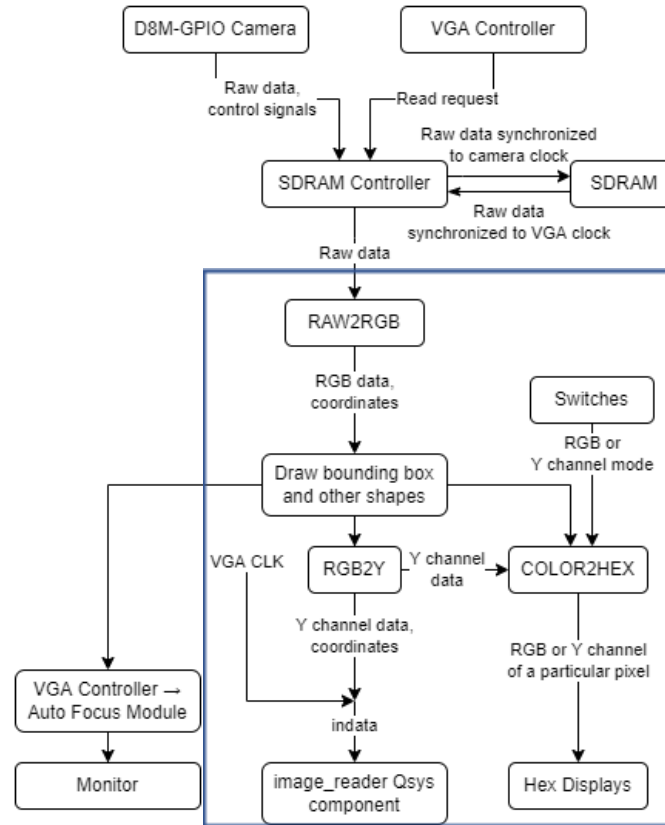 D8M-GPIO Camera
VGA Controller
Raw data,
control signals
Read request
Raw data synchronized
to camera clock
SDRAM Controller
SDRAM
Raw data
synchronized to VGA clock
Raw data
RAW2RGB
RGB data,
coordinates
Switches
RGB or
Y channel mode
Draw bounding box
and other shapes
VGA CLK
RGB2Y
Y channel
data
COLOR2HEX
Y channel data,
coordinates
RGB or Y channel
of a particular pixel
VGA Controller →
Auto Focus Module
indata
Monitor
image_reader Qsys
component
Hex Displays